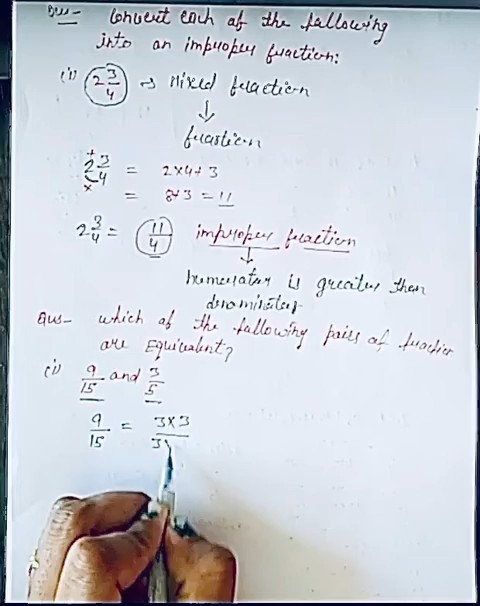 Qus - Convert each of the following
into an improper fraction:
(i) 2 3/4 → Mixed fraction
↓
fraction
2 3/4 = 2×4+3
= 8+3 = 11
2 3/4 = 11/4 improper fraction
↓
numerator is greater then
denominator
Qus - which of the following pairs of fraction
are Equivalent?
(i) 9/15 and 3/5
9/15 = 3×3/3×